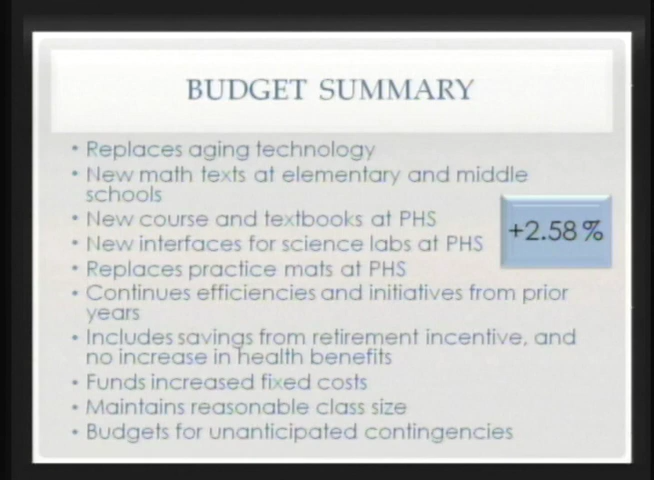 BUDGET SUMMARY
• Replaces aging technology
• New math texts at elementary and middle
schools
• New course and textbooks at PHS
• New interfaces for science labs at PHS
+2.58%
• Replaces practice mats at PHS
• Continues efficiencies and initiatives from prior
years
• Includes savings from retirement incentive, and
no increase in health benefits
• Funds increased fixed costs
• Maintains reasonable class size
• Budgets for unanticipated contingencies